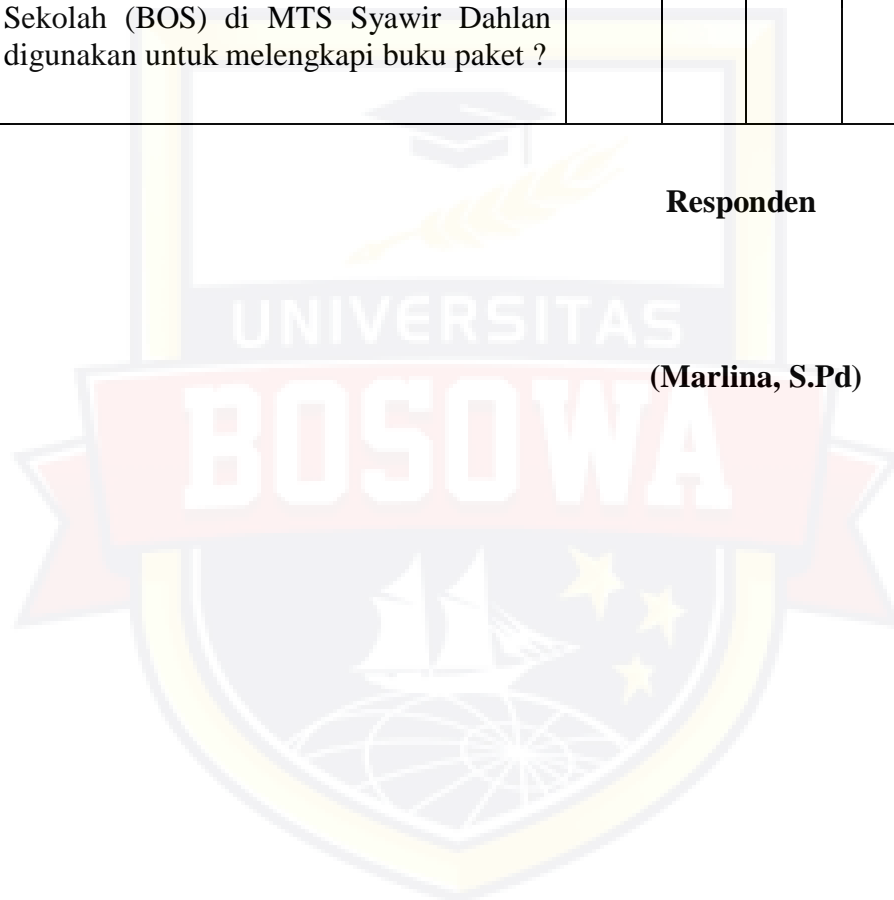 Sekolah (BOS) di MTS Syawir Dahlan
digunakan untuk melengkapi buku paket ?
Responden
UNIVERSITAS
(Marlina, S.Pd)
BOSOWA